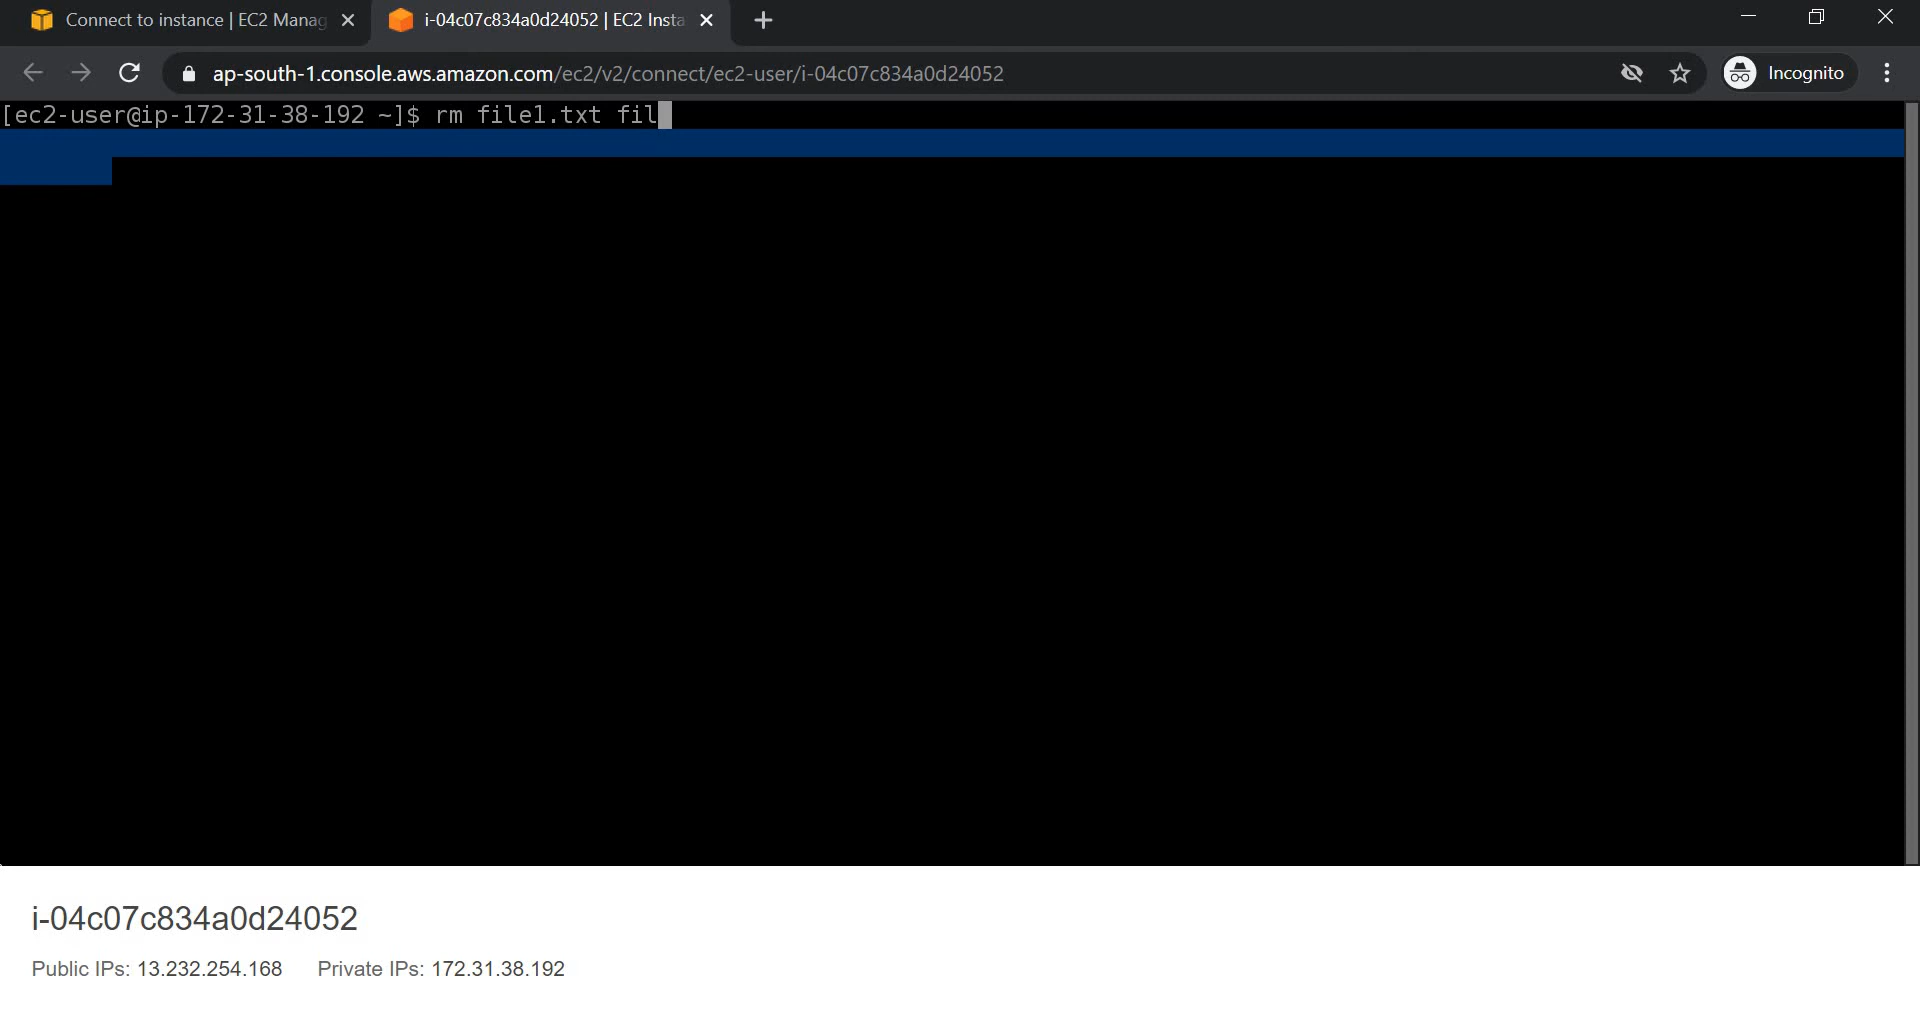 Connect to instance | EC2 Manag
i-04c07c834a0d24052 | EC2 Insta
ap-south-1.console.aws.amazon.com/ec2/v2/connect/ec2-user/i-04c07c834a0d24052
Incognito
[ec2-user@ip-172-31-38-192 ~]$ rm file1.txt fil
i-04c07c834a0d24052
Public IPs: 13.232.254.168 Private IPs: 172.31.38.192